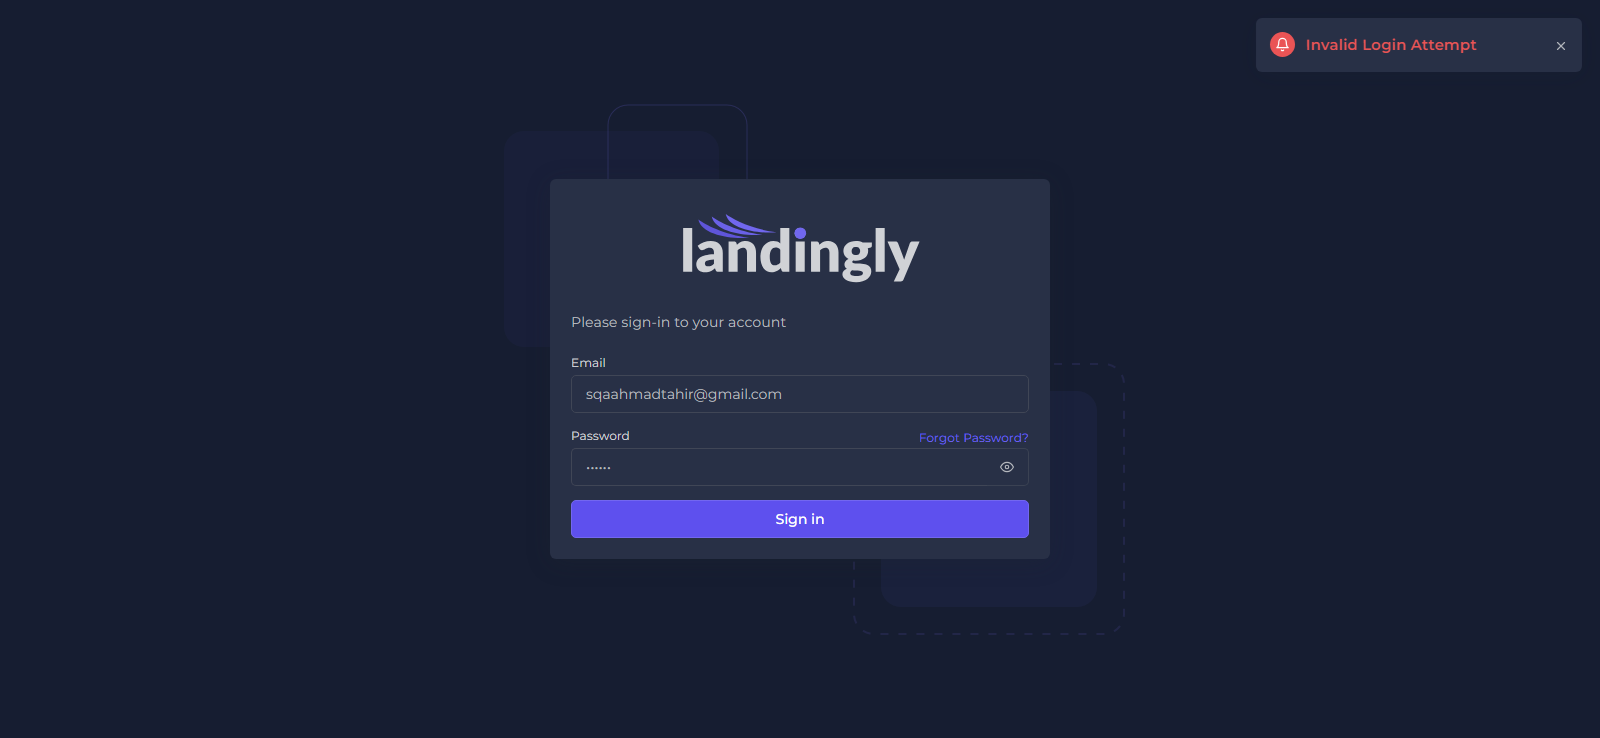 Invalid Login Attempt
landingly
Please sign-in to your account
Email
sqaahmadtahir@gmail.com
Password
Forgot Password?
······
Sign in